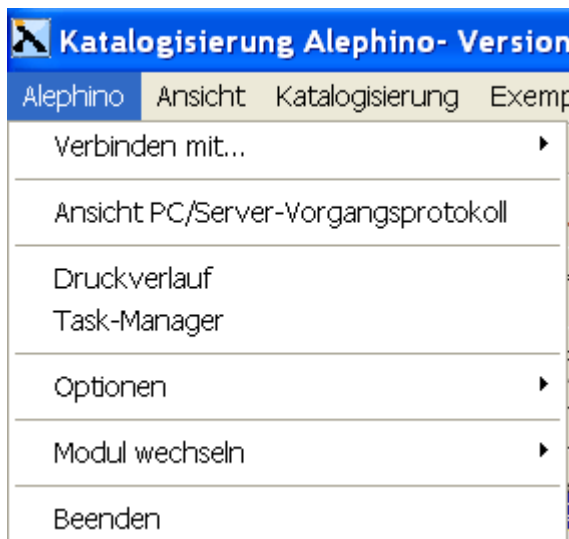 Katalogisierung Alephino- Version
Alephino Ansicht Katalogisierung Exemp
Verbinden mit...
Ansicht PC/Server-Vorgangsprotokoll
Druckverlauf
Task-Manager
Optionen
Modul wechseln
Beenden